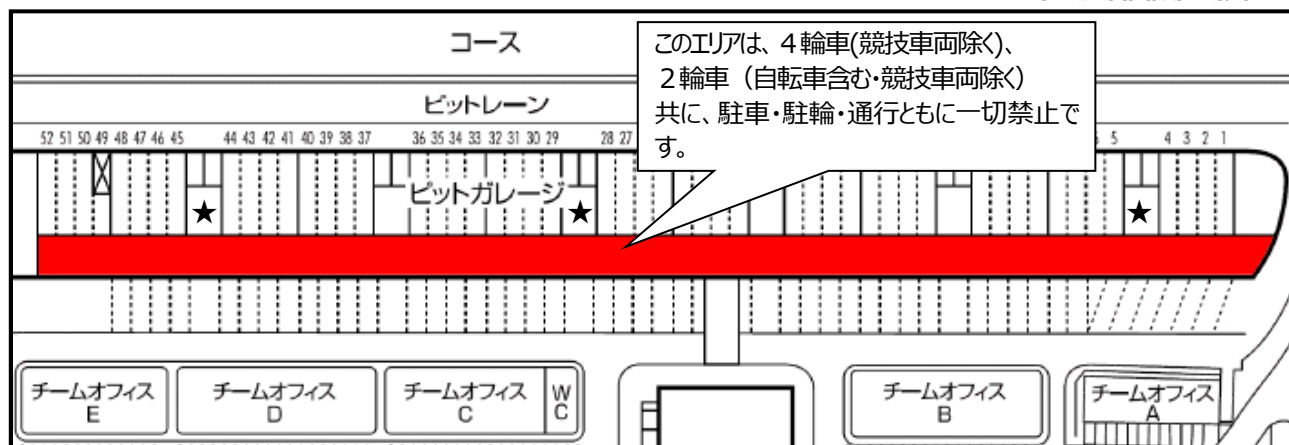 コース
このエリアは、４輪車(競技車両除く)、
２輪車（自転車含む・競技車両除く）
共に、駐車・駐輪・通行ともに一切禁止で
す。
ピットレーン
52 51 50 49 48 47 46 45 44 43 42 41 40 39 38 37 36 35 34 33 32 31 30 29 28 27 5 4 3 2 1
ピットガレージ
★ ★ ★
チームオフィス
E
チームオフィス
D
チームオフィス
C
W
C
チームオフィス
B
チームオフィス
A